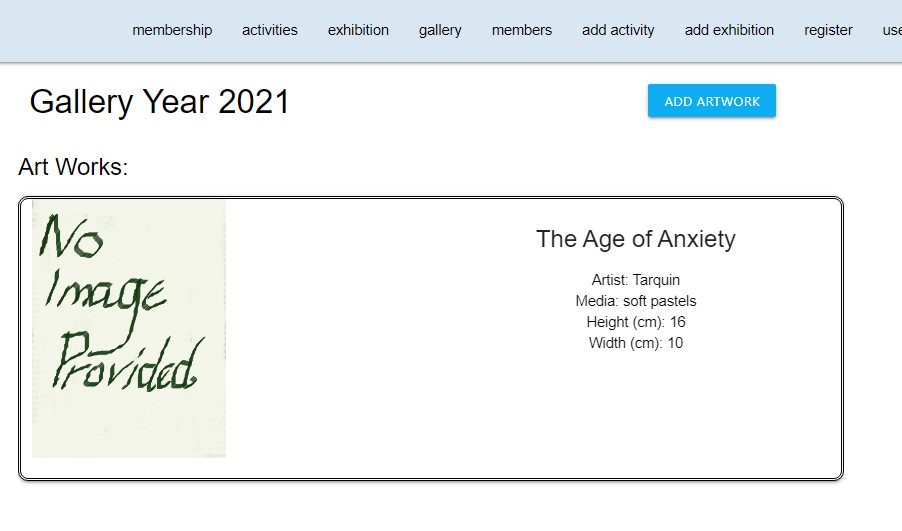 membership activities exhibition gallery members add activity add exhibition register use
Gallery Year 2021
ADD ARTWORK
Art Works:
No
Image
Provided.
The Age of Anxiety
Artist: Tarquin
Media: soft pastels
Height (cm): 16
Width (cm): 10